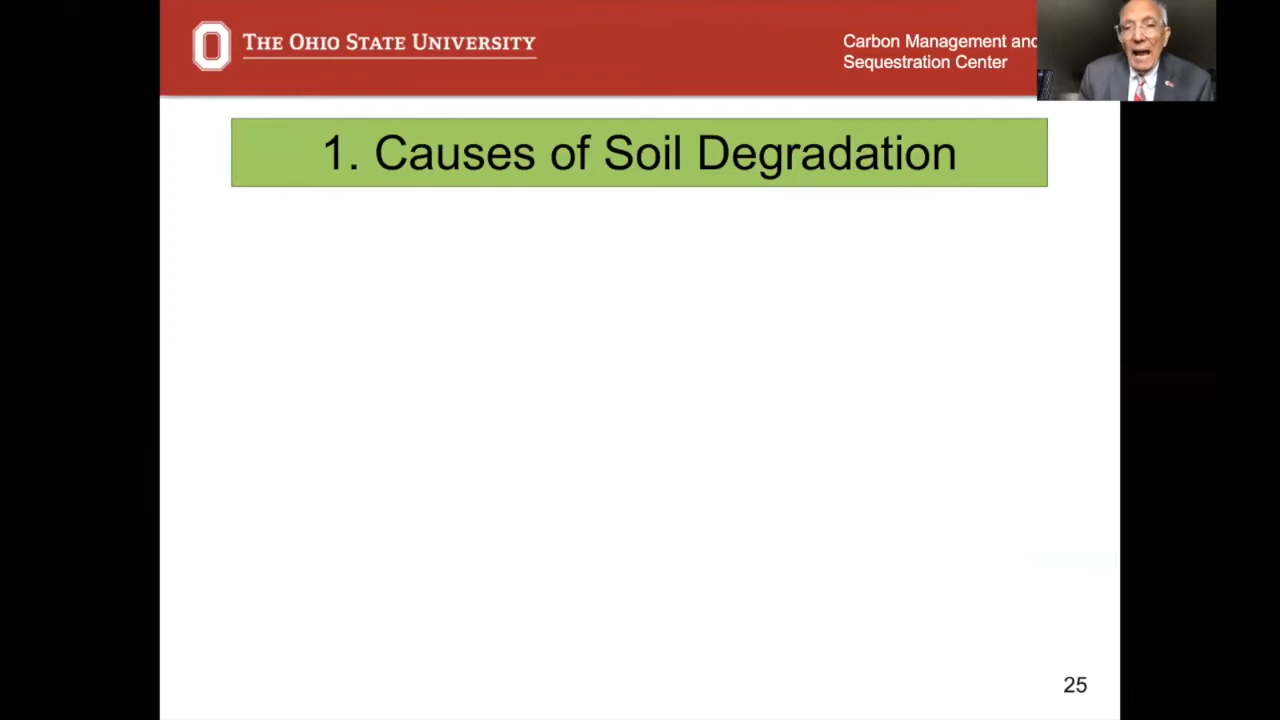 THE OHIO STATE UNIVERSITY
Carbon Management and
Sequestration Center
1. Causes of Soil Degradation
25